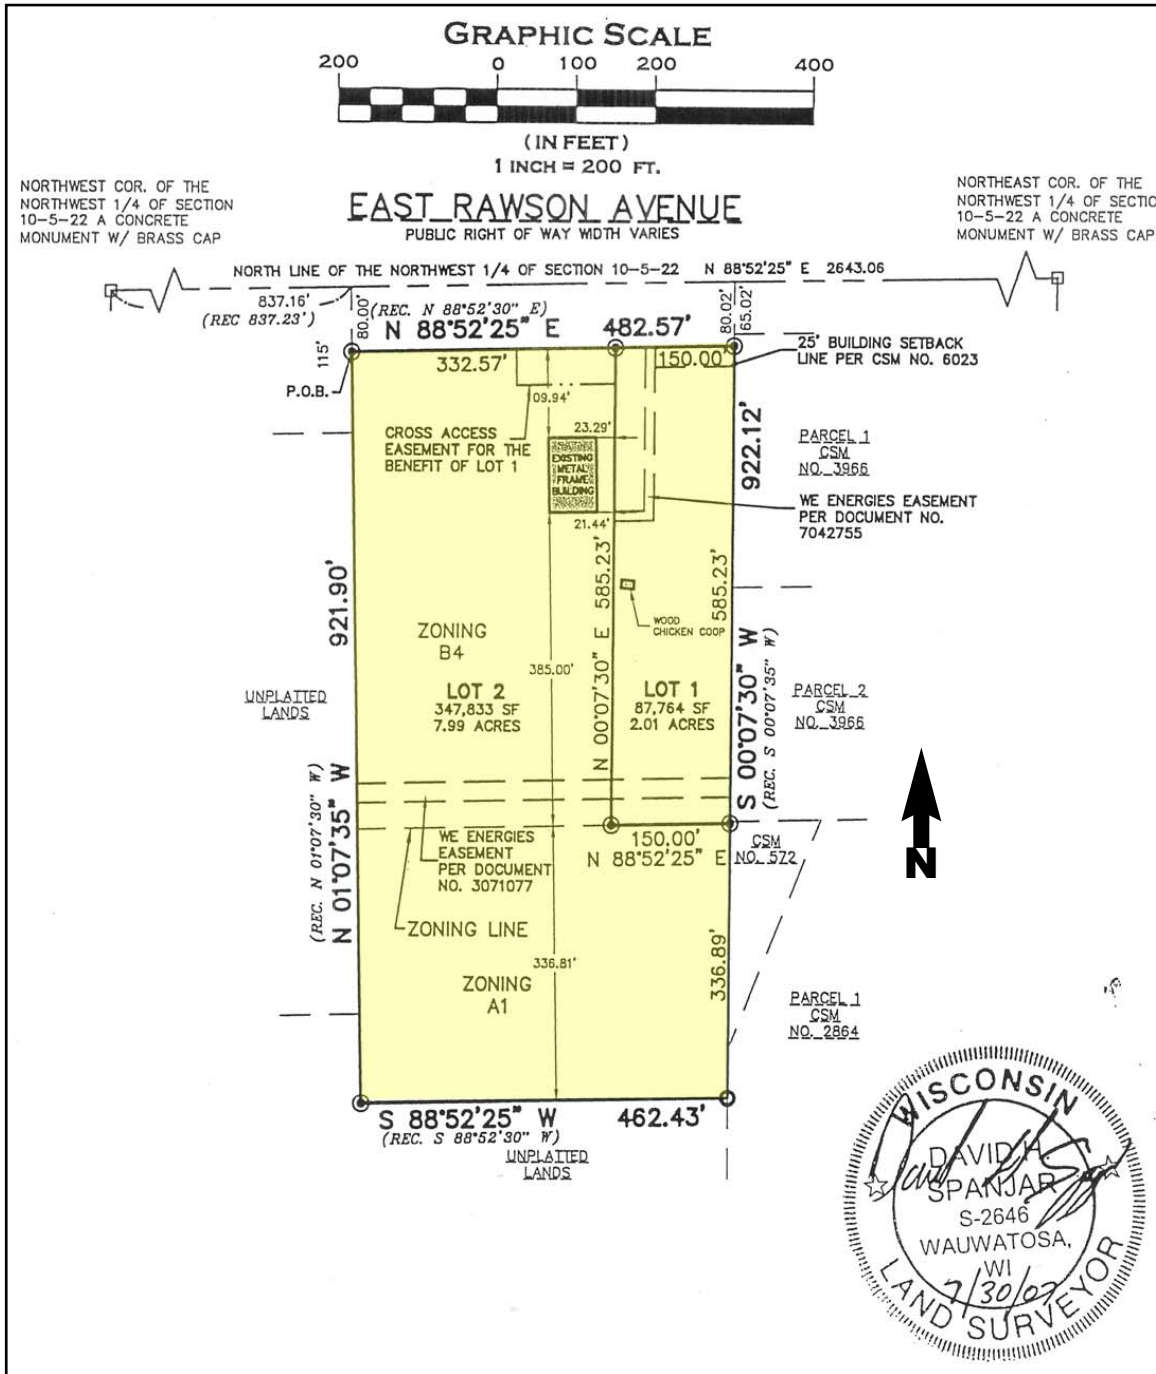 GRAPHIC SCALE
200 0 100 200 400
(IN FEET)
1 INCH = 200 FT.
NORTHWEST COR. OF THE
NORTHWEST 1/4 OF SECTION
10-5-22 A CONCRETE
MONUMENT W/ BRASS CAP
EAST RAWSON AVENUE
PUBLIC RIGHT OF WAY WIDTH VARIES
NORTHEAST COR. OF THE
NORTHWEST 1/4 OF SECTIO
10-5-22 A CONCRETE
MONUMENT W/ BRASS CAP
NORTH LINE OF THE NORTHWEST 1/4 OF SECTION 10-5-22 N 88°52'25" E 2643.06
837.16'
(REC 837.23')
80.00'
(REC. N 88°52'30" E)
N 88°52'25" E 482.57'
80.02'
65.02'
115'
P.O.B.
332.57'
150.00'
25' BUILDING SETBACK
LINE PER CSM NO. 6023
09.94'
CROSS ACCESS
EASEMENT FOR THE
BENEFIT OF LOT 1
23.29'
EXISTING
METAL
FRAME
BUILDING
21.44'
922.12'
PARCEL 1
CSM
NO. 3966
WE ENERGIES EASEMENT
PER DOCUMENT NO.
7042755
921.90'
N 00°07'30" E 585.23'
585.23'
WOOD
CHICKEN COOP
ZONING
B4
385.00'
UNPLATTED
LANDS
LOT 2
347,833 SF
7.99 ACRES
LOT 1
87,764 SF
2.01 ACRES
S 00°07'30" W
(REC. S 00°07'35" W)
PARCEL 2
CSM
NO. 3966
N 01°07'35" W
(REC. N 01°07'30" W)
WE ENERGIES
EASEMENT
PER DOCUMENT
NO. 3071077
150.00'
N 88°52'25" E
CSM
NO. 572
N
ZONING LINE
336.81'
336.89'
ZONING
A1
PARCEL 1
CSM
NO. 2864
S 88°52'25" W 462.43'
(REC. S 88°52'30" W)
UNPLATTED
LANDS
WISCONSIN
DAVID H.
SPANJAR
S-2646
WAUWATOSA,
WI
7/30/07
LAND SURVEYOR